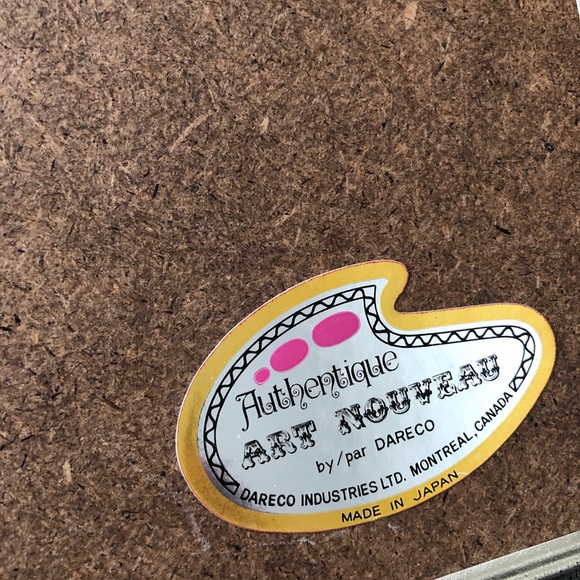 Authentique
ART NOUVEAU
by/par DARECO
DARECO INDUSTRIES LTD. MONTREAL, CANADA
MADE IN JAPAN